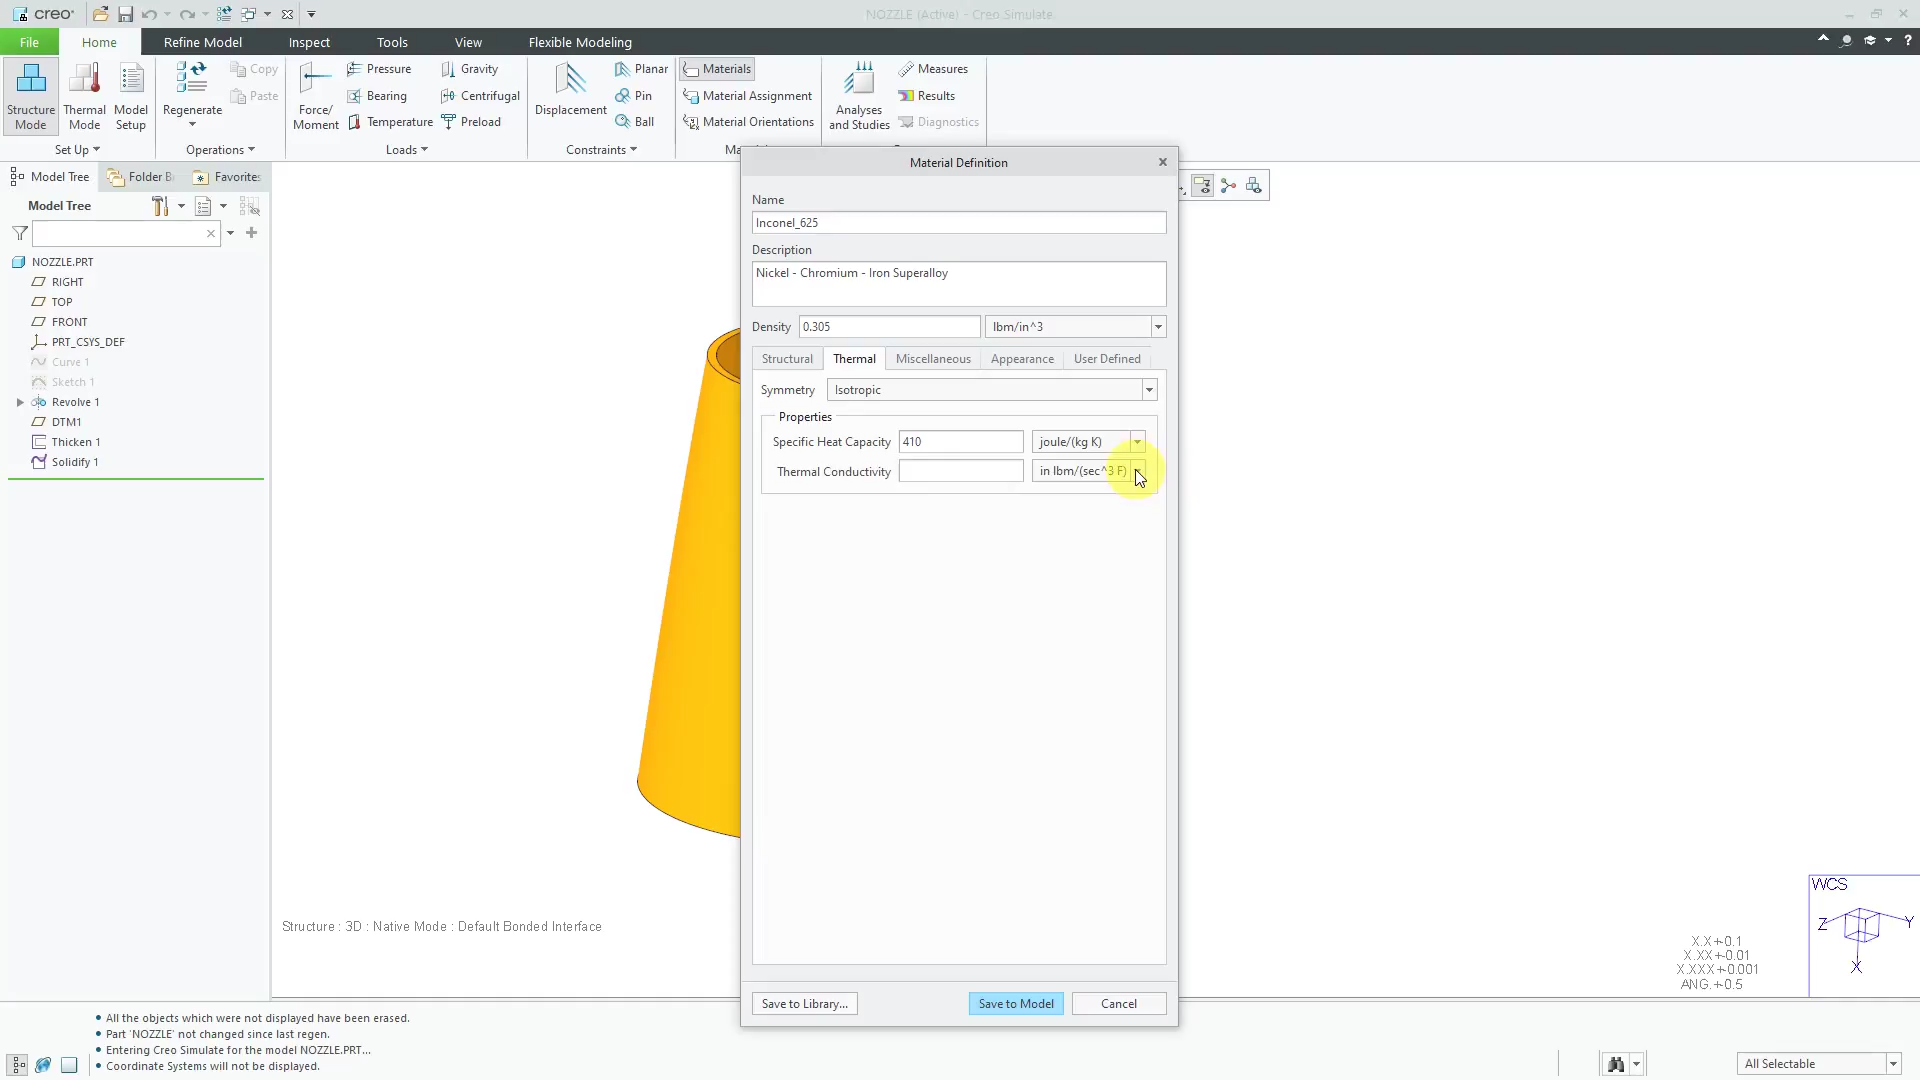 creo
NOZZLE (Active) - Creo Simulate
File
Home
Refine Model
Inspect
Tools
View
Flexible Modeling
Structure Mode
Thermal Mode
Model Setup
Set Up
Regenerate
Copy
Paste
Operations
Force/ Moment
Pressure
Bearing
Temperature
Gravity
Centrifugal
Preload
Loads
Displacement
Planar
Pin
Ball
Constraints
Materials
Material Assignment
Material Orientations
Analyses and Studies
Measures
Results
Diagnostics
Model Tree
Folder B
Favorites
Model Tree
NOZZLE.PRT
RIGHT
TOP
FRONT
PRT_CSYS_DEF
Curve 1
Sketch 1
Revolve 1
DTM1
Thicken 1
Solidify 1
Material Definition
Name
Inconel_625
Description
Nickel - Chromium - Iron Superalloy
Density 0.305 lbm/in^3
Structural Thermal Miscellaneous Appearance User Defined
Symmetry Isotropic
Properties
Specific Heat Capacity 410 joule/(kg K)
Thermal Conductivity in lbm/(sec^3 F)
Save to Library... Save to Model Cancel
Structure : 3D : Native Mode : Default Bonded Interface
WCS
Z
Y
X
X.X +-0.1
X.XX +-0.01
X.XXX +-0.001
ANG. +-0.5
• All the objects which were not displayed have been erased.
• Part 'NOZZLE' not changed since last regen.
• Entering Creo Simulate for the model NOZZLE.PRT...
• Coordinate Systems will not be displayed.
All Selectable